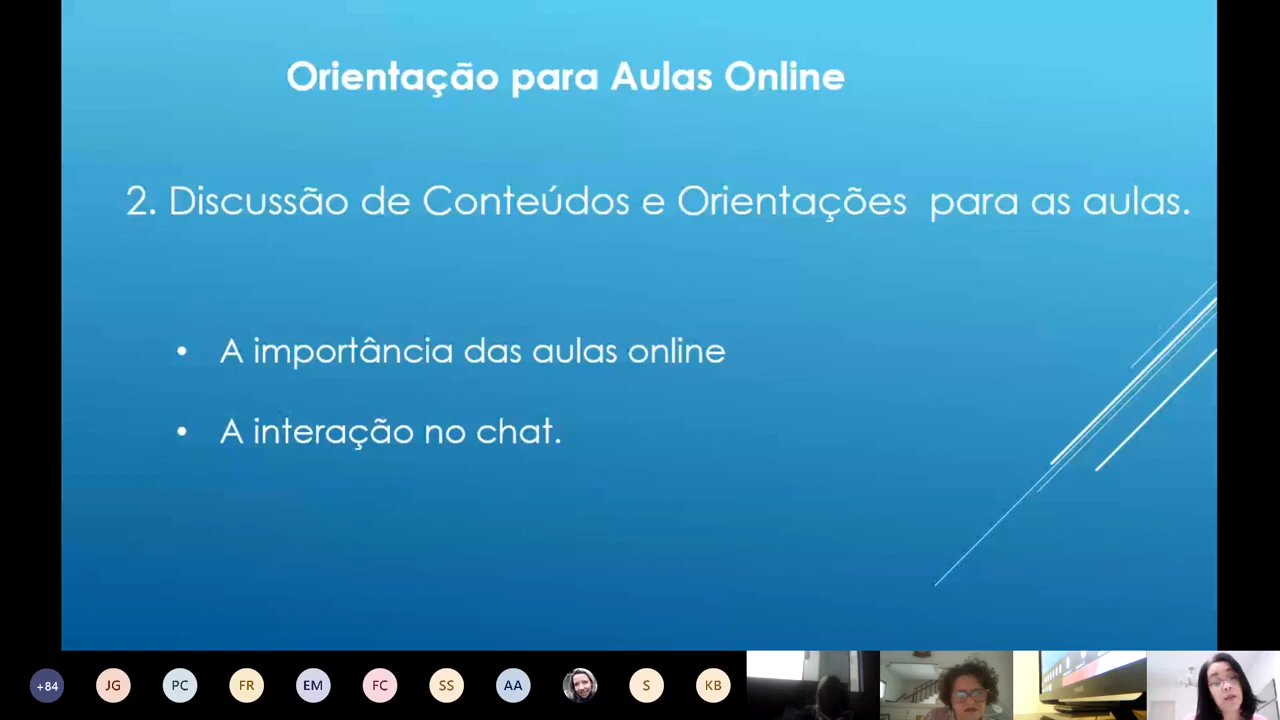 Orientação para Aulas Online
2. Discussão de Conteúdos e Orientações para as aulas.
• A importância das aulas online
• A interação no chat.
+84 JG PC FR EM FC SS AA S KB